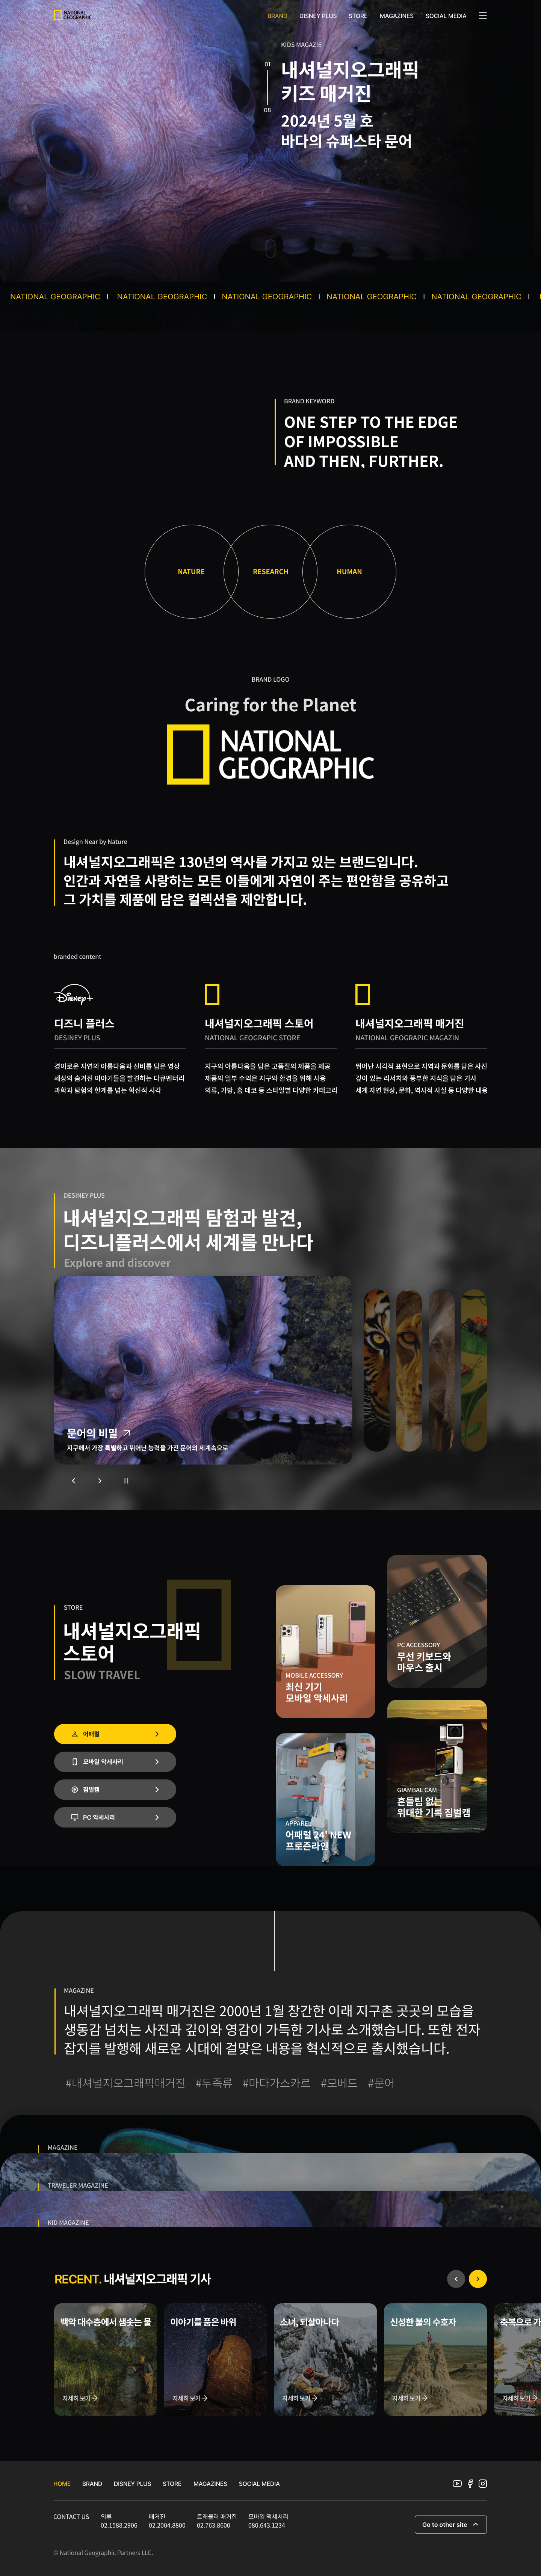 NATIONAL GEOGRAPHIC
BRAND DISNEY PLUS STORE MAGAZINES SOCIAL MEDIA
KIDS MAGAZIE
01
08
내셔널지오그래픽
키즈 매거진
2024년 5월 호
바다의 슈퍼스타 문어
NATIONAL GEOGRAPHIC | NATIONAL GEOGRAPHIC | NATIONAL GEOGRAPHIC | NATIONAL GEOGRAPHIC | NATIONAL GEOGRAPHIC |
BRAND KEYWORD
ONE STEP TO THE EDGE
OF IMPOSSIBLE
AND THEN, FURTHER.
NATURE RESEARCH HUMAN
BRAND LOGO
Caring for the Planet
NATIONAL
GEOGRAPHIC
Design Near by Nature
내셔널지오그래픽은 130년의 역사를 가지고 있는 브랜드입니다.
인간과 자연을 사랑하는 모든 이들에게 자연이 주는 편안함을 공유하고
그 가치를 제품에 담은 컬렉션을 제안합니다.
branded content
Disney+
디즈니 플러스
DESINEY PLUS
경이로운 자연의 아름다움과 신비를 담은 영상
세상의 숨겨진 이야기들을 발견하는 다큐멘터리
과학과 탐험의 한계를 넘는 혁신적 시각
내셔널지오그래픽 스토어
NATIONAL GEOGRAPIC STORE
지구의 아름다움을 담은 고품질의 제품을 제공
제품의 일부 수익은 지구와 환경을 위해 사용
의류, 가방, 홈 데코 등 스타일별 다양한 카테고리
내셔널지오그래픽 매거진
NATIONAL GEOGRAPIC MAGAZIN
뛰어난 시각적 표현으로 지역과 문화를 담은 사진
깊이 있는 리서치와 풍부한 지식을 담은 기사
세계 자연 현상, 문화, 역사적 사실 등 다양한 내용
DESINEY PLUS
내셔널지오그래픽 탐험과 발견,
디즈니플러스에서 세계를 만나다
Explore and discover
문어의 비밀
지구에서 가장 특별하고 뛰어난 능력을 가진 문어의 세계속으로
STORE
내셔널지오그래픽
스토어
SLOW TRAVEL
어패럴
모바일 악세사리
짐벌캠
PC 악세사리
MOBILE ACCESSORY
최신 기기
모바일 악세사리
PC ACCESSORY
무선 키보드와
마우스 출시
APPAREL
어패럴 24' NEW
프로즌라인
GIAMBAL CAM
흔들림 없는
위대한 기록 짐벌캠
MAGAZINE
내셔널지오그래픽 매거진은 2000년 1월 창간한 이래 지구촌 곳곳의 모습을
생동감 넘치는 사진과 깊이와 영감이 가득한 기사로 소개했습니다. 또한 전자
잡지를 발행해 새로운 시대에 걸맞은 내용을 혁신적으로 출시했습니다.
#내셔널지오그래픽매거진 #두족류 #마다가스카르 #모베드 #문어
MAGAZINE
TRAVELER MAGAZINE
KID MAGAZINE
RECENT. 내셔널지오그래픽 기사
백악 대수층에서 샘솟는 물
자세히 보기
이야기를 품은 바위
자세히 보기
소녀, 되살아나다
자세히 보기
신성한 불의 수호자
자세히 보기
축복으로 가
자세히 보기
HOME BRAND DISNEY PLUS STORE MAGAZINES SOCIAL MEDIA
CONTACT US
의류
02.1588.2906
매거진
02.2004.8800
트래블러 매거진
02.763.8600
모바일 액세서리
080.643.1234
Go to other site
© National Geographic Partners LLC.